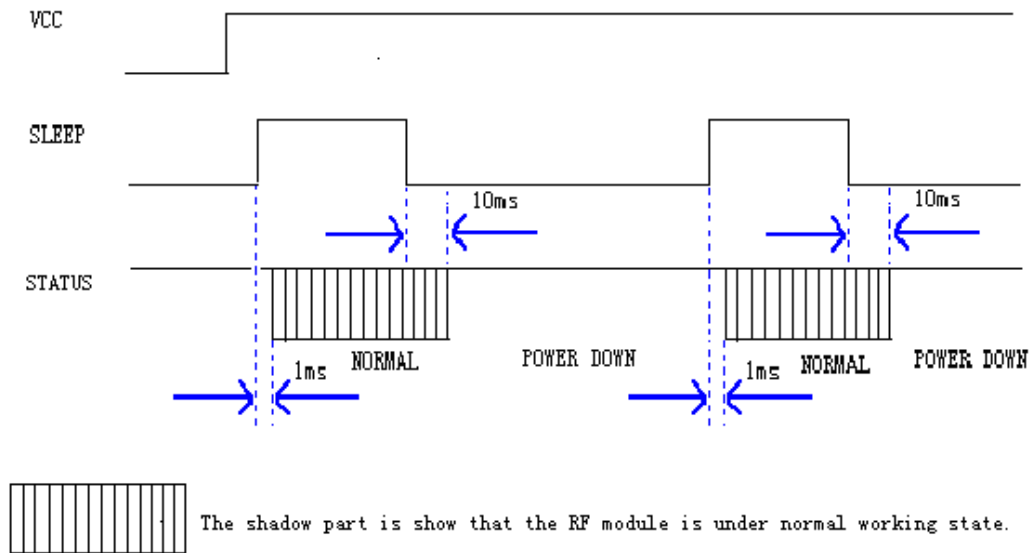 VCC
SLEEP
10ms
10ms
STATUS
1ms
NORMAL
POWER DOWN
1ms
NORMAL
POWER DOWN
The shadow part is show that the RF module is under normal working state.